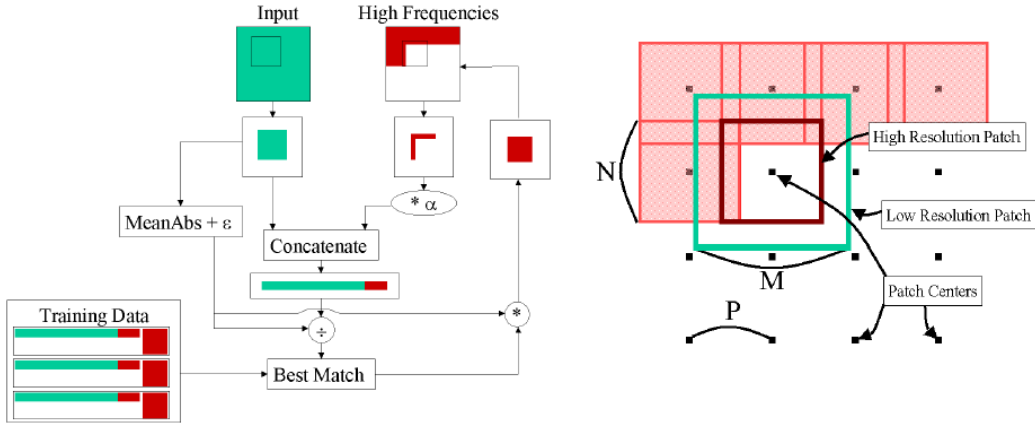 Input
High Frequencies
* α
MeanAbs + ε
Concatenate
÷
*
Training Data
Best Match
High Resolution Patch
N
Low Resolution Patch
M
Patch Centers
P